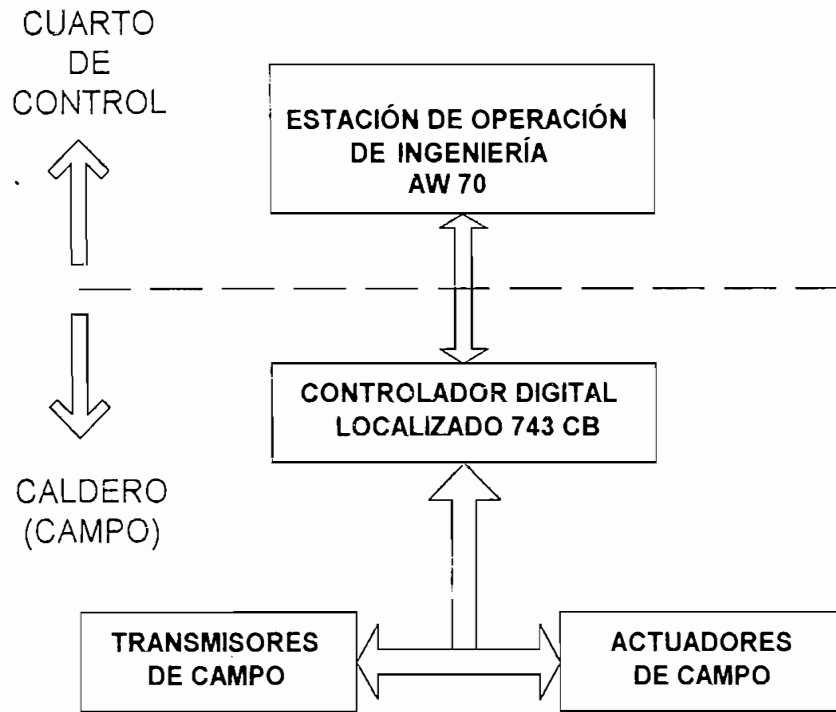 CUARTO
DE
CONTROL
ESTACIÓN DE OPERACIÓN
DE INGENIERÍA
AW 70
CONTROLADOR DIGITAL
LOCALIZADO 743 CB
CALDERO
(CAMPO)
TRANSMISORES
DE CAMPO
ACTUADORES
DE CAMPO